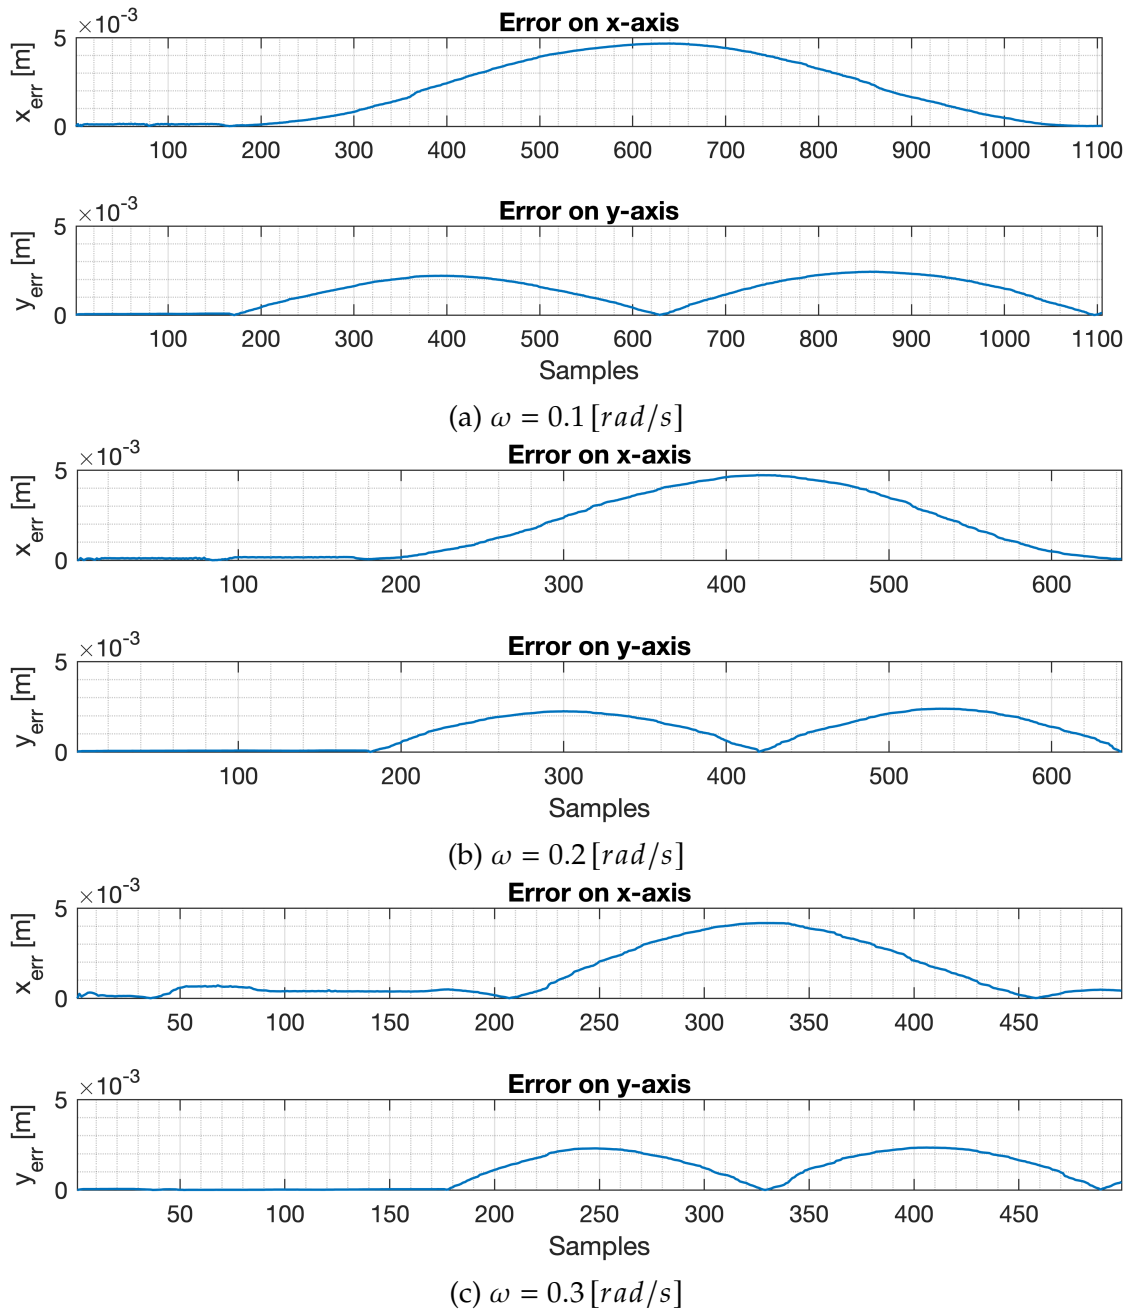 Error on x-axis
×10⁻³
5
0
x_err [m]
100 200 300 400 500 600 700 800 900 1000 1100
Error on y-axis
×10⁻³
5
0
y_err [m]
100 200 300 400 500 600 700 800 900 1000 1100
Samples
(a) ω = 0.1 [rad/s]
Error on x-axis
×10⁻³
5
0
x_err [m]
100 200 300 400 500 600
Error on y-axis
×10⁻³
5
0
y_err [m]
100 200 300 400 500 600
Samples
(b) ω = 0.2 [rad/s]
Error on x-axis
×10⁻³
5
0
x_err [m]
50 100 150 200 250 300 350 400 450
Error on y-axis
×10⁻³
5
0
y_err [m]
50 100 150 200 250 300 350 400 450
Samples
(c) ω = 0.3 [rad/s]